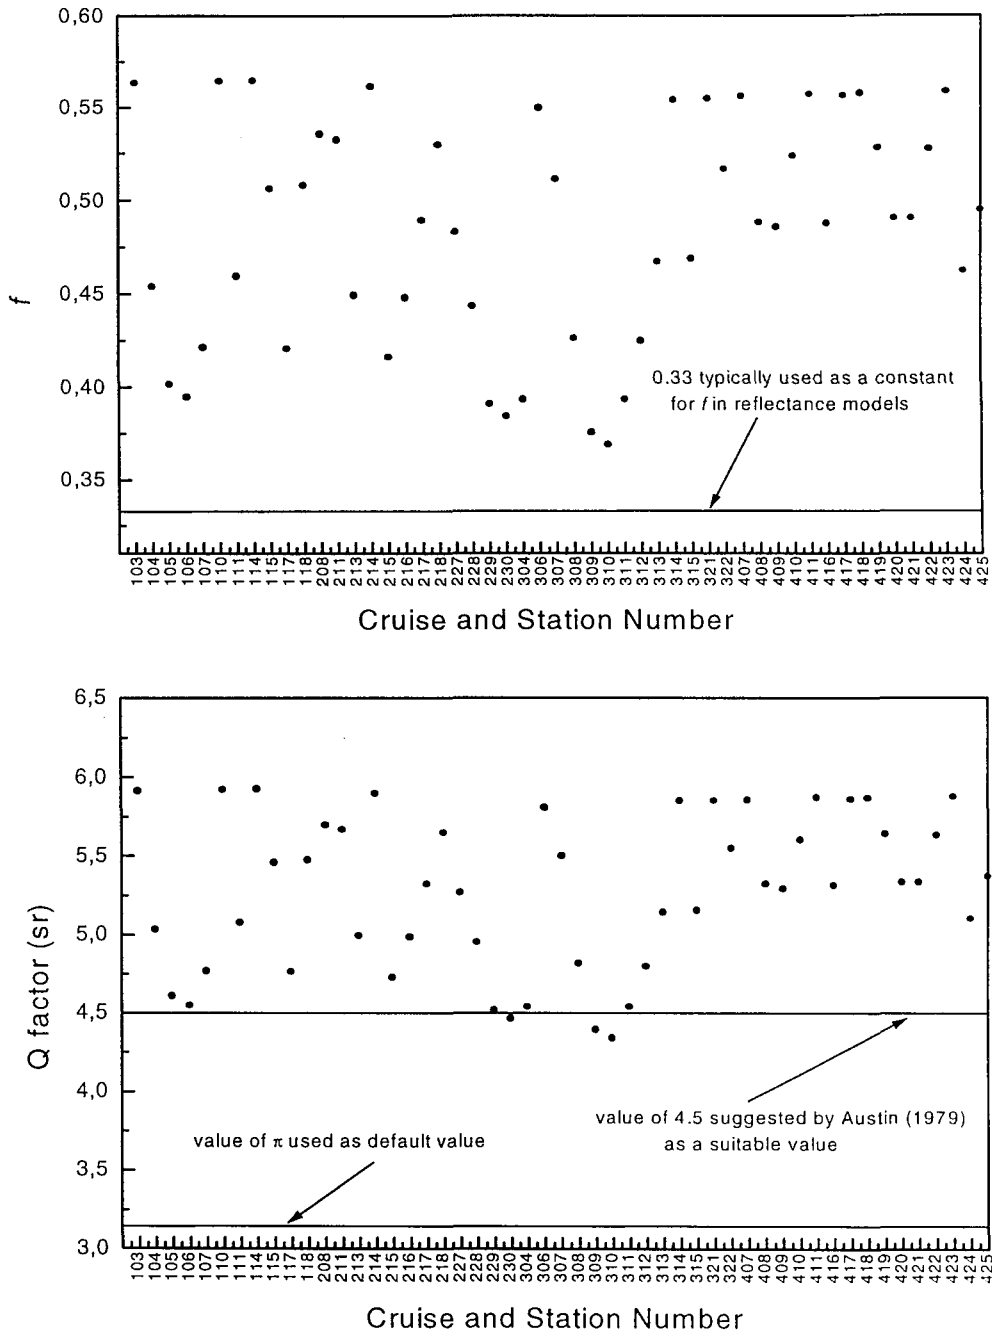 0,60
0,55
0,50
0,45
0,40
0,35
f
0.33 typically used as a constant
for f in reflectance models
103 104 105 106 107 110 111 114 115 117 118 208 211 213 214 215 216 217 218 227 228 229 230 304 306 307 308 309 310 311 312 313 314 315 321 322 407 408 409 410 411 416 417 418 419 420 421 422 423 424 425
Cruise and Station Number
6,5
6,0
5,5
5,0
4,5
4,0
3,5
3,0
Q factor (sr)
value of 4.5 suggested by Austin (1979)
as a suitable value
value of π used as default value
103 104 105 106 107 110 111 114 115 117 118 208 211 213 214 215 216 217 218 227 228 229 230 304 306 307 308 309 310 311 312 313 314 315 321 322 407 408 409 410 411 416 417 418 419 420 421 422 423 424 425
Cruise and Station Number